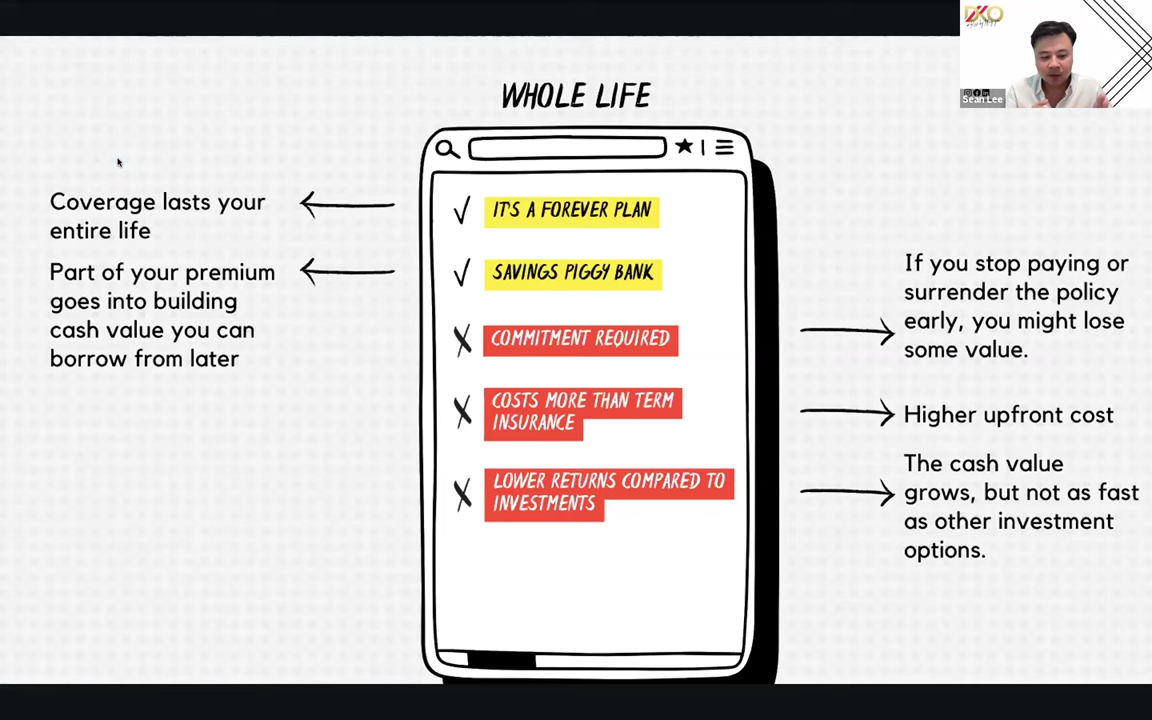 WHOLE LIFE
Coverage lasts your
entire life
Part of your premium
goes into building
cash value you can
borrow from later
IT'S A FOREVER PLAN
SAVINGS PIGGY BANK
COMMITMENT REQUIRED
COSTS MORE THAN TERM
INSURANCE
LOWER RETURNS COMPARED TO
INVESTMENTS
If you stop paying or
surrender the policy
early, you might lose
some value.
Higher upfront cost
The cash value
grows, but not as fast
as other investment
options.
DKO
Sean Lee